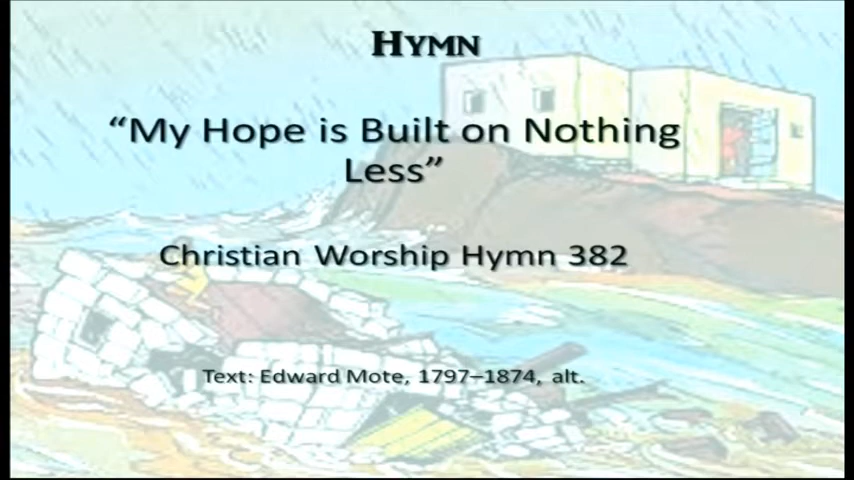 HYMN
“My Hope is Built on Nothing
Less”
Christian Worship Hymn 382
Text: Edward Mote, 1797–1874, alt.